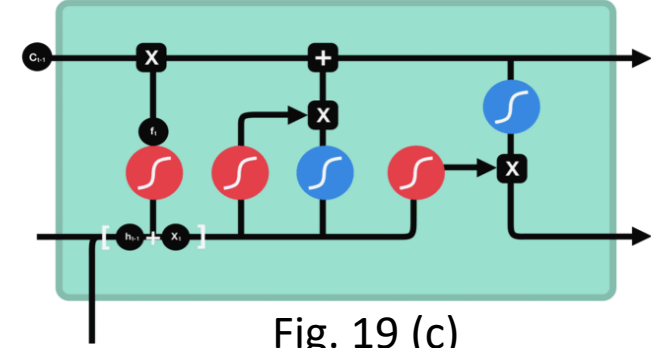 Ct-1 X +
ft X
X
[ ht-1 + Xt ]
Fig. 19 (c)